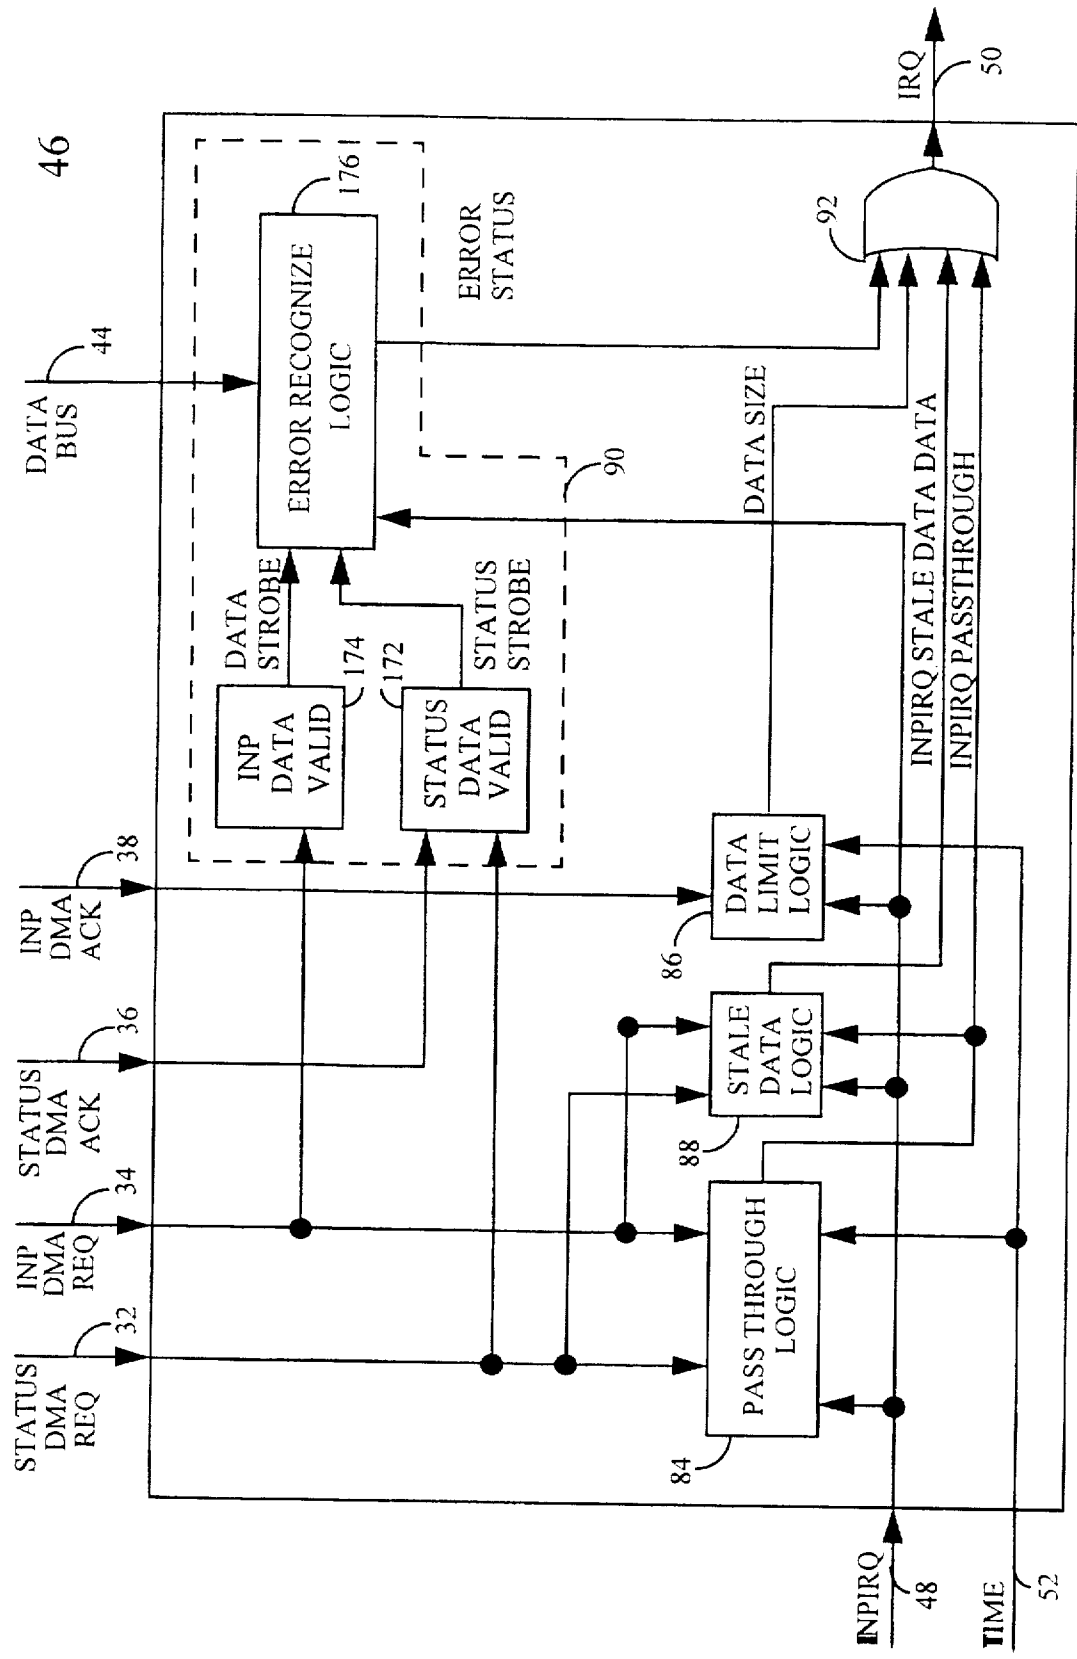 46
STATUS
DMA
REQ
32
INP
DMA
REQ
34
STATUS
DMA
ACK
36
INP
DMA
ACK
38
DATA
BUS
44
INP
DATA
VALID
174
DATA
STROBE
ERROR RECOGNIZE
LOGIC
176
STATUS
DATA
VALID
172
STATUS
STROBE
90
ERROR
STATUS
PASS THROUGH
LOGIC
84
STALE
DATA
LOGIC
88
DATA
LIMIT
LOGIC
86
DATA SIZE
INPIRQ STALE DATA DATA
INPIRQ PASSTHROUGH
92
IRQ
50
INPIRQ
48
TIME
52